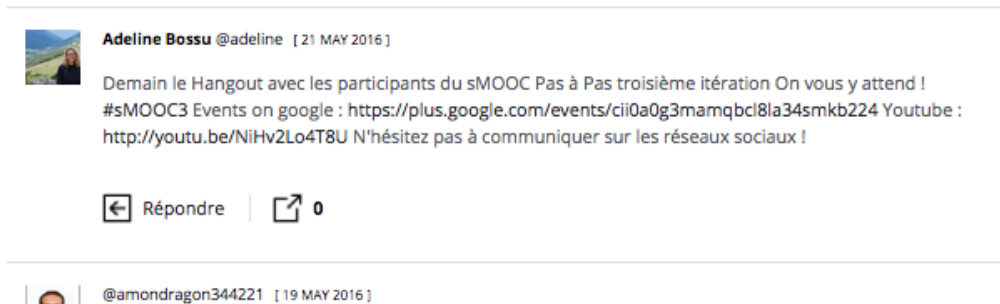 Adeline Bossu @adeline [ 21 MAY 2016 ]
Demain le Hangout avec les participants du sMOOC Pas à Pas troisième itération On vous y attend !
#sMOOC3 Events on google : https://plus.google.com/events/cii0a0g3mamqbcl8la34smkb224 Youtube :
http://youtu.be/NiHv2Lo4T8U N'hésitez pas à communiquer sur les réseaux sociaux !
Répondre 0
@amondragon344221 [ 19 MAY 2016 ]